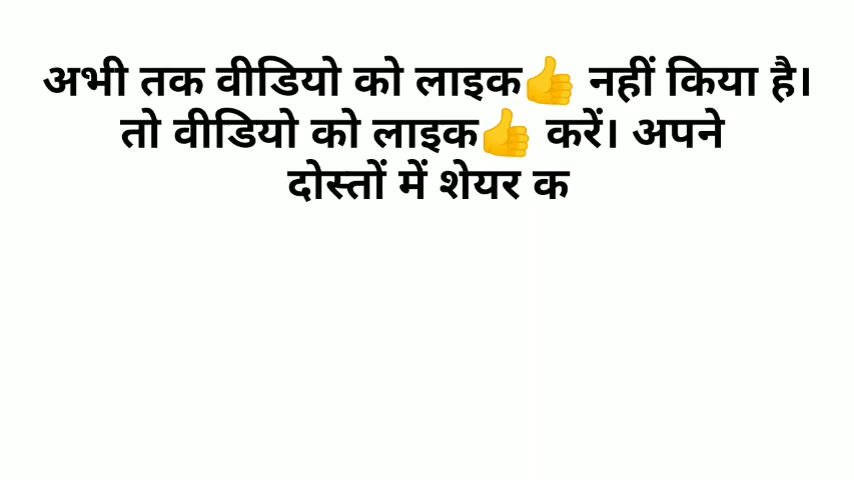 अभी तक वीडियो को लाइक👍 नहीं किया है।
तो वीडियो को लाइक👍 करें। अपने
दोस्तों में शेयर क